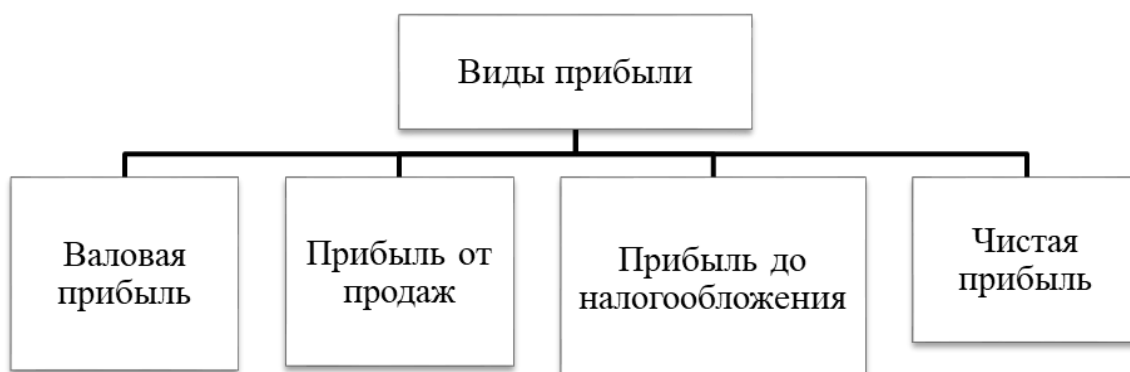 Виды прибыли
Валовая
прибыль
Прибыль от
продаж
Прибыль до
налогообложения
Чистая
прибыль